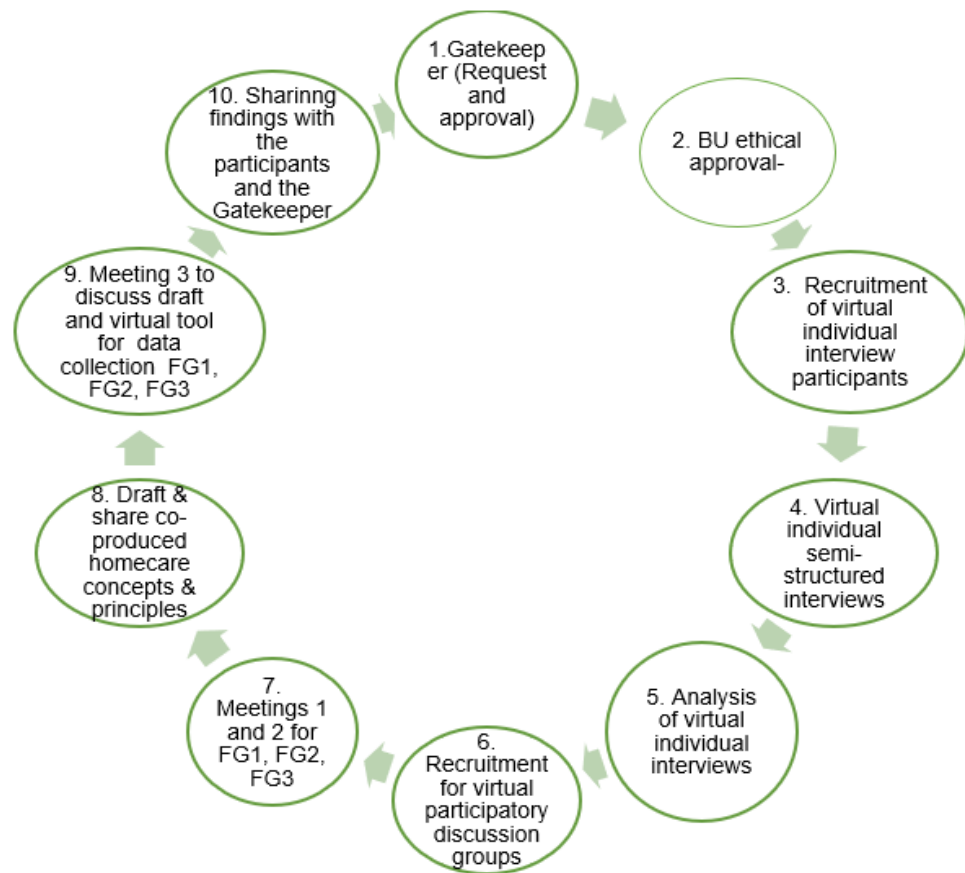 1.Gatekeep
er (Request
and
approval)
2. BU ethical
approval-
3. Recruitment
of virtual
individual
interview
participants
4. Virtual
individual
semi-
structured
interviews
5. Analysis
of virtual
individual
interviews
6.
Recruitment
for virtual
participatory
discussion
groups
7.
Meetings 1
and 2 for
FG1, FG2,
FG3
8. Draft &
share co-
produced
homecare
concepts &
principles
9. Meeting 3 to
discuss draft
and virtual tool
for data
collection FG1,
FG2, FG3
10. Sharinng
findings with
the
participants
and the
Gatekeeper